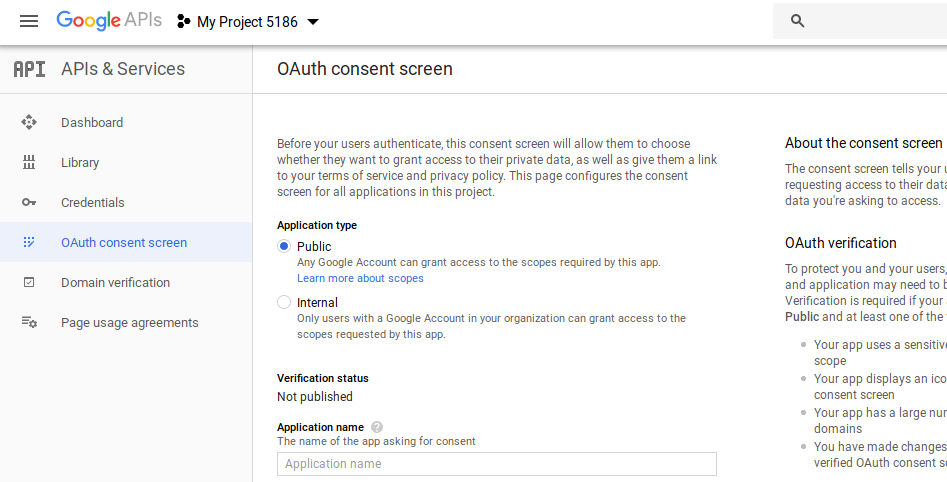 Google APIs
My Project 5186
API
APIs & Services
OAuth consent screen
Dashboard
Library
Credentials
OAuth consent screen
Domain verification
Page usage agreements
Before your users authenticate, this consent screen will allow them to choose
whether they want to grant access to their private data, as well as give them a link
to your terms of service and privacy policy. This page configures the consent
screen for all applications in this project.
Application type
Public
Any Google Account can grant access to the scopes required by this app.
Learn more about scopes
Internal
Only users with a Google Account in your organization can grant access to the
scopes requested by this app.
Verification status
Not published
Application name ?
The name of the app asking for consent
Application name
About the consent screen
The consent screen tells your
requesting access to their data
data you're asking to access.
OAuth verification
To protect you and your users,
and application may need to
Verification is required if your
Public and at least one of the
Your app uses a sensitive
scope
Your app displays an
consent screen
Your app has a large
domains
You have made changes
verified OAuth consent